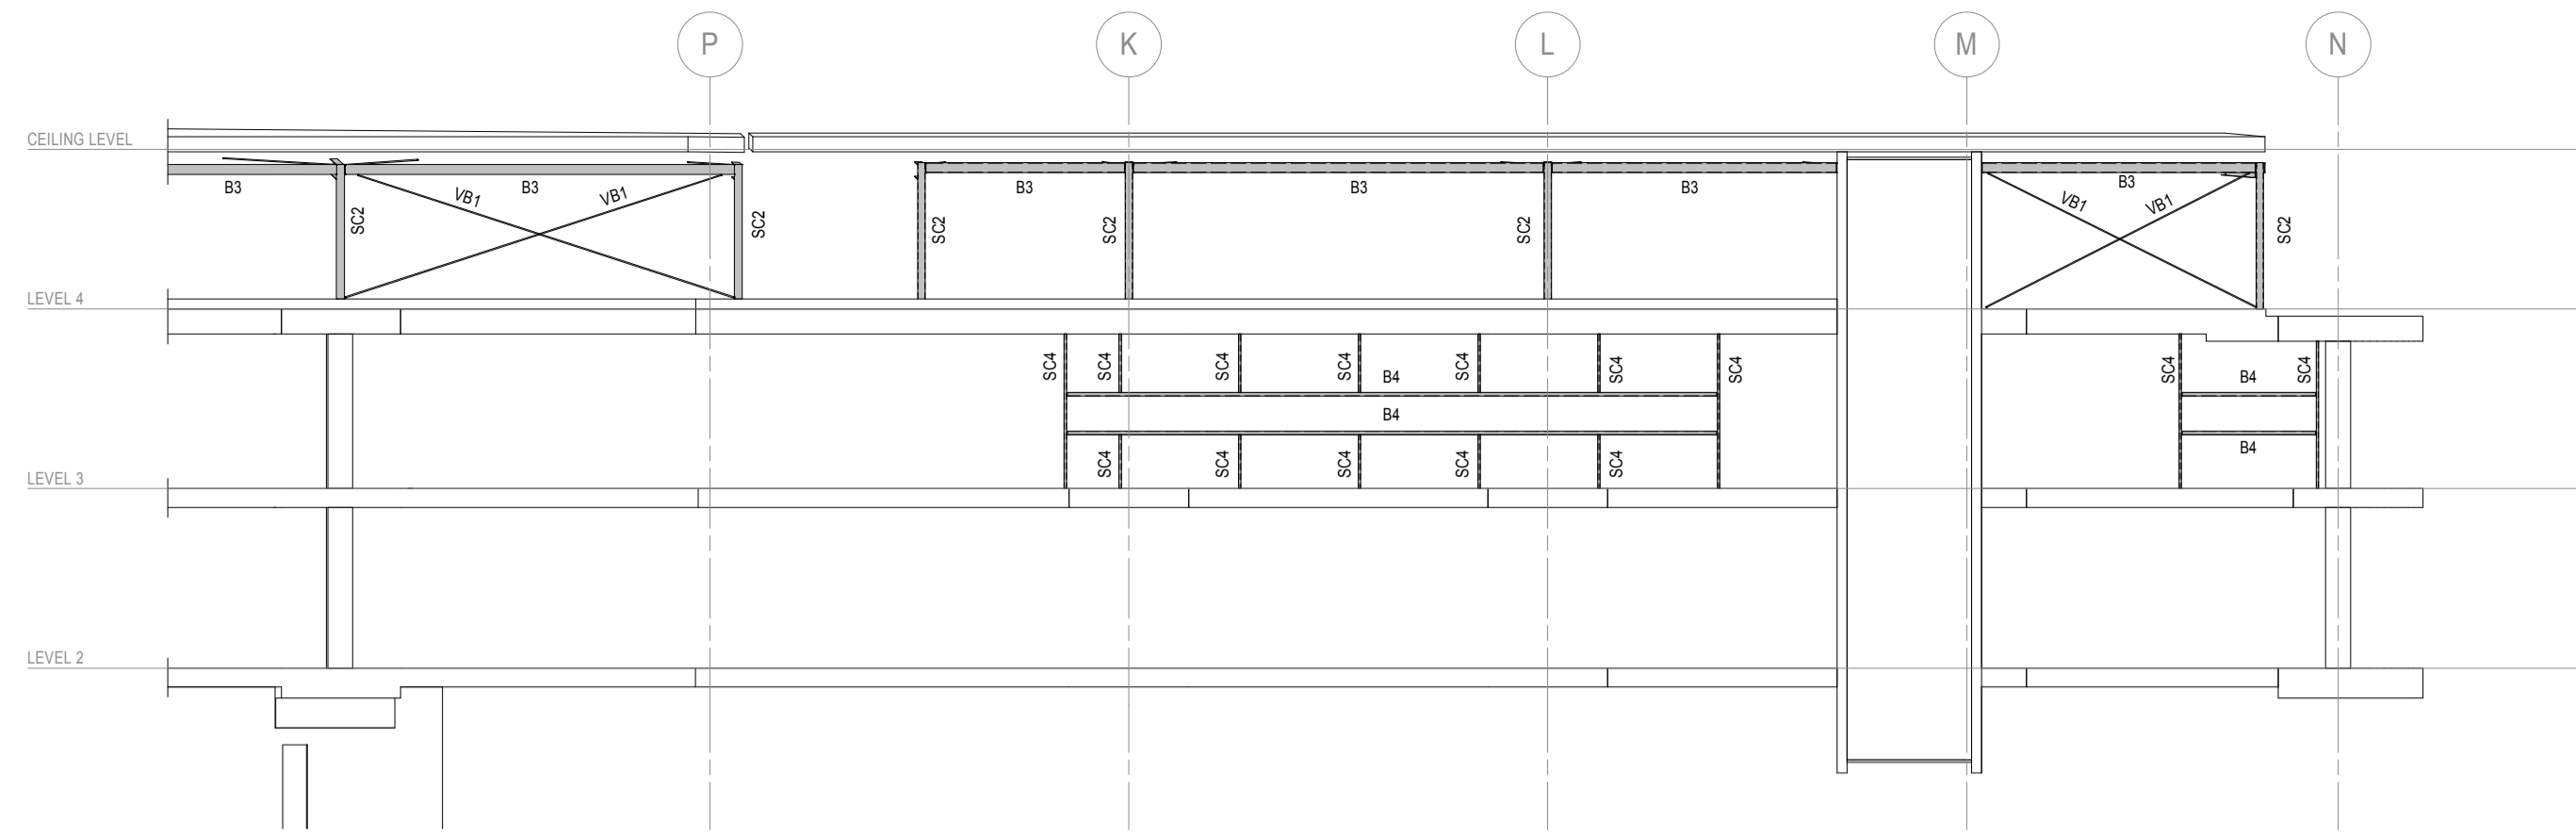 P K L M N
CEILING LEVEL
B3 VB1 B3 VB1 B3 B3 B3 B3
VB1 VB1
SC2 SC2 SC2 SC2 SC2 SC2
LEVEL 4
SC4 SC4 SC4 SC4 SC4 SC4 SC4 SC4 SC4
B4 B4
B4
B4
SC4 SC4 SC4 SC4 SC4
LEVEL 3
LEVEL 2